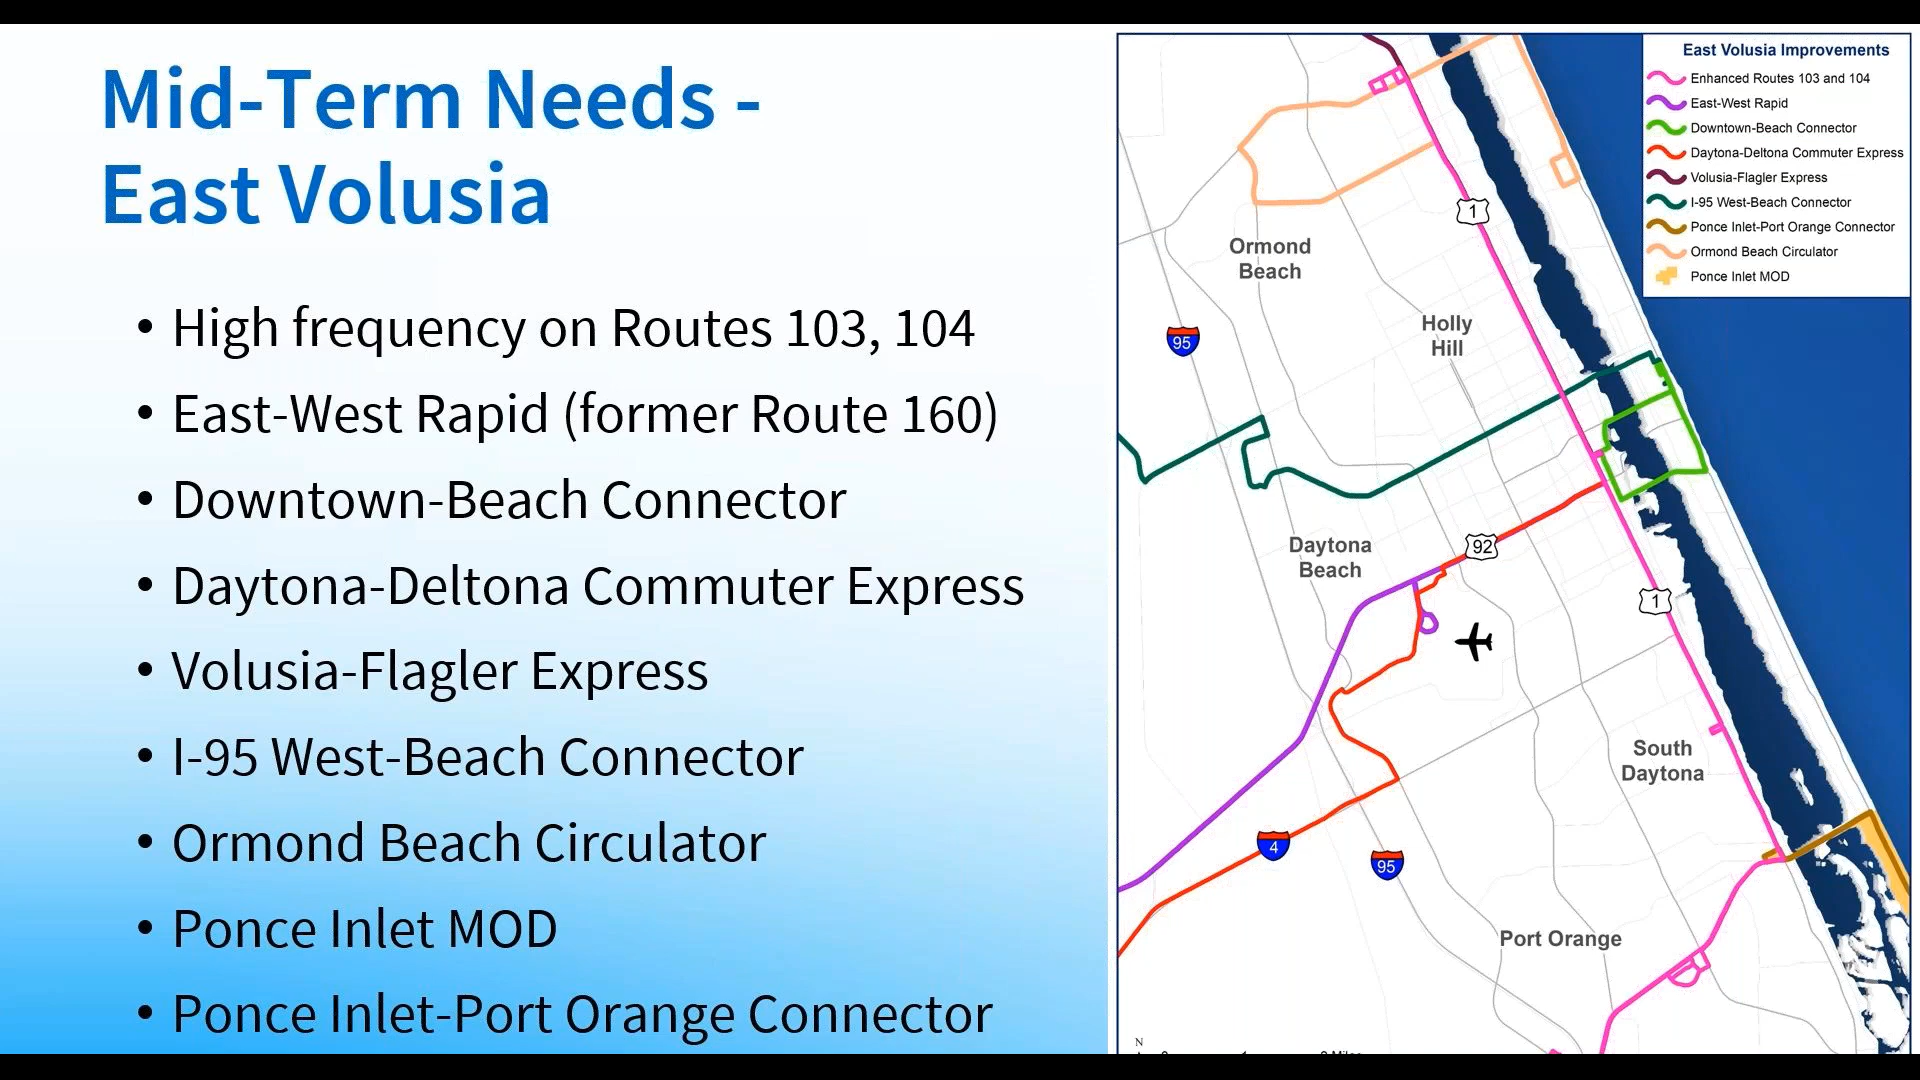 Mid-Term Needs -
East Volusia
• High frequency on Routes 103, 104
• East-West Rapid (former Route 160)
• Downtown-Beach Connector
• Daytona-Deltona Commuter Express
• Volusia-Flagler Express
• I-95 West-Beach Connector
• Ormond Beach Circulator
• Ponce Inlet MOD
• Ponce Inlet-Port Orange Connector
East Volusia Improvements
Enhanced Routes 103 and 104
East-West Rapid
Downtown-Beach Connector
Daytona-Deltona Commuter Express
Volusia-Flagler Express
I-95 West-Beach Connector
Ponce Inlet-Port Orange Connector
Ormond Beach Circulator
Ponce Inlet MOD
1
Ormond
Beach
Holly
Hill
95
Daytona
Beach
92
1
South
Daytona
4
95
Port Orange
N